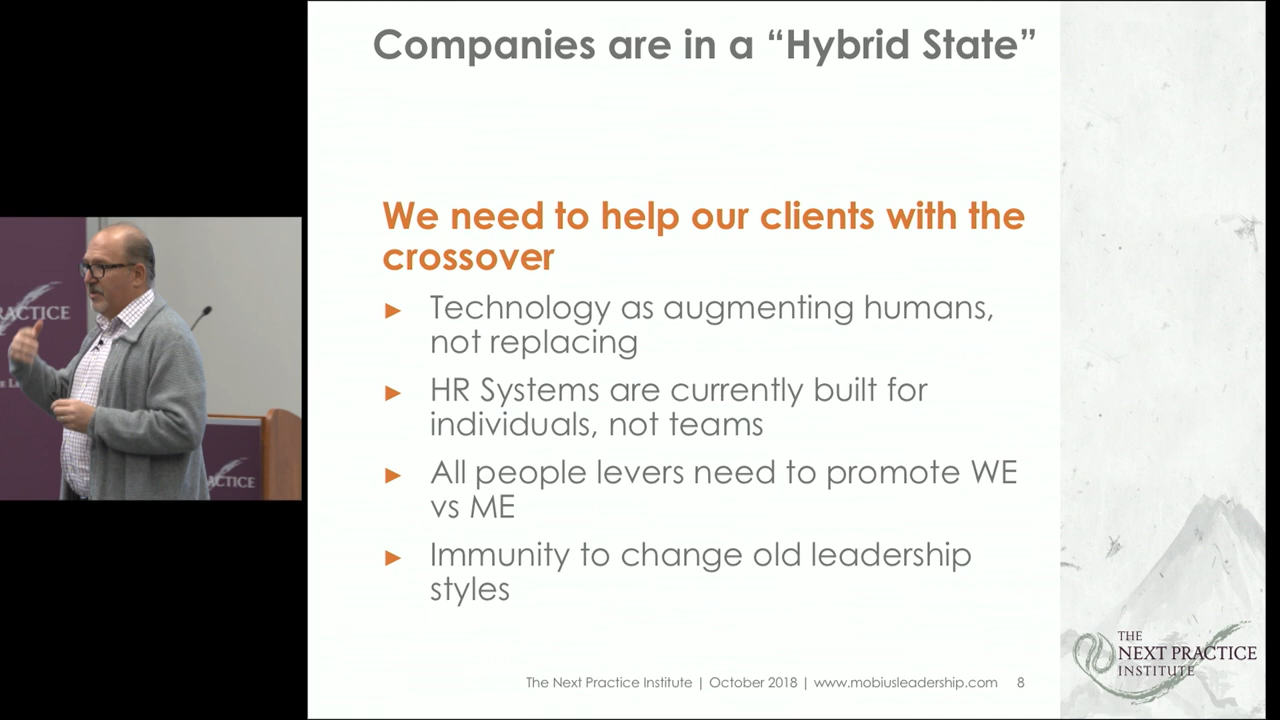 Companies are in a “Hybrid State”
We need to help our clients with the
crossover
► Technology as augmenting humans,
not replacing
► HR Systems are currently built for
individuals, not teams
► All people levers need to promote WE
vs ME
► Immunity to change old leadership
styles
The Next Practice Institute | October 2018 | www.mobiusleadership.com 8
THE
NEXT PRACTICE
INSTITUTE